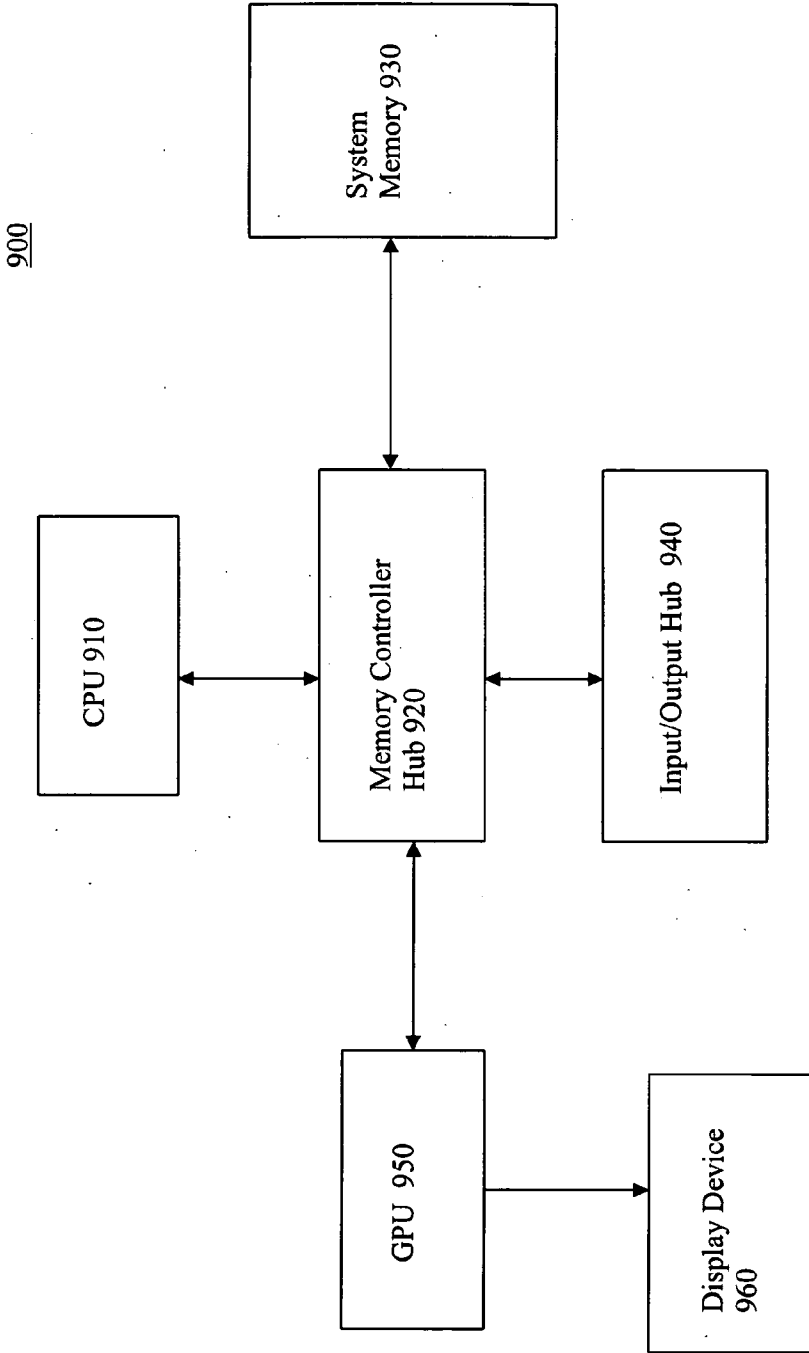 900
CPU 910
System
Memory 930
Memory Controller
Hub 920
GPU 950
Input/Output Hub 940
Display Device
960